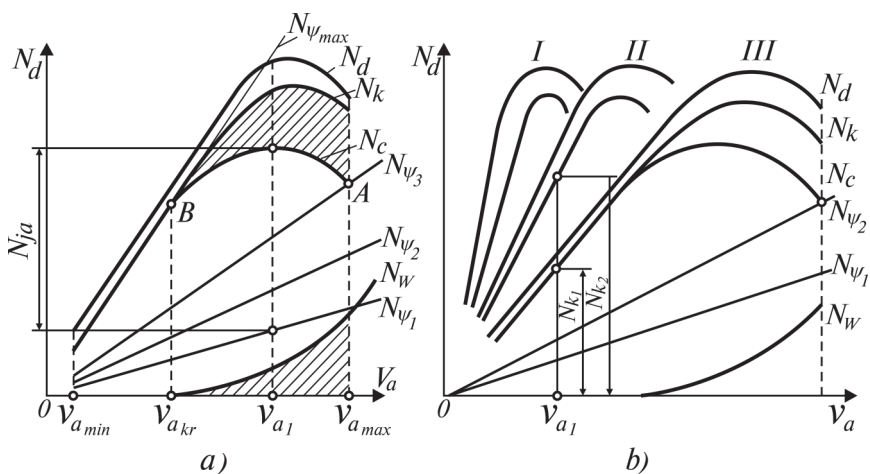 N_d
N_ψmax
N_d
N_k
N_c
N_ψ3
A
B
N_ja
N_ψ2
N_W
N_ψ1
V_a
0
v_amin
v_akr
v_a1
v_amax
a)
N_d
I
II
III
N_d
N_k
N_c
N_ψ2
N_ψ1
N_W
N_k1
N_k2
0
v_a1
v_a
b)